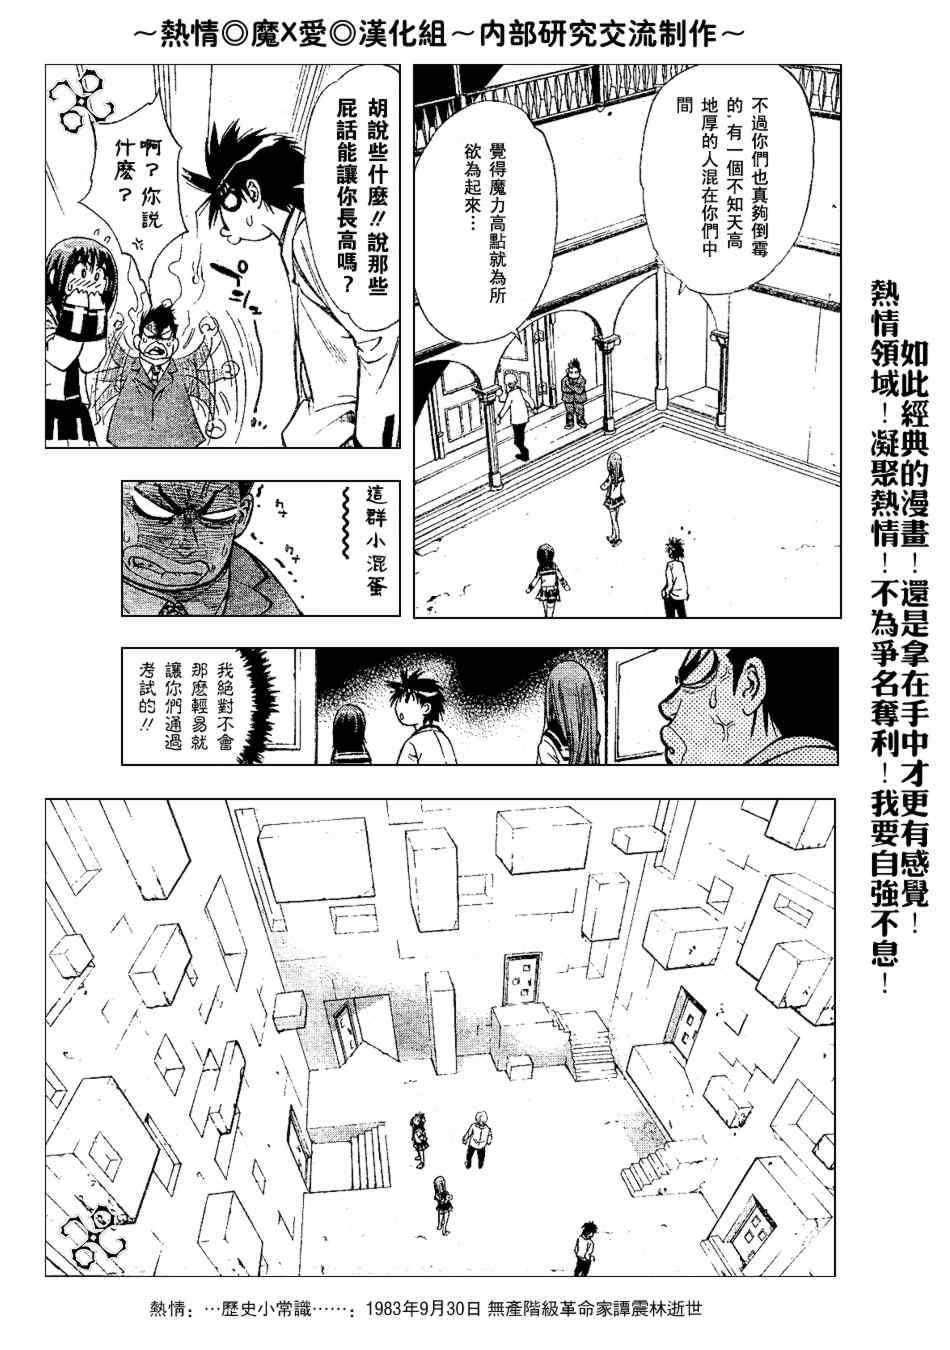 ～熱情◎魔X愛◎漢化組～内部研究交流制作～
不過你們也真夠倒霉
的,有一個不知天高
地厚的人混在你們中
間
覺得魔力高點就為所
欲為起來…
胡說些什麼!!說那些
屁話能讓你長高嗎？
啊？你說
什麼？
這群小混蛋
我絕對不會
那麼輕易就
讓你們通過
考試的!!
如此經典的漫畫！還是拿在手中才更有感覺！
熱情領域！凝聚熱情！不為爭名奪利！我要自強不息！
熱情：…歷史小常識……：1983年9月30日 無產階級革命家譚震林逝世